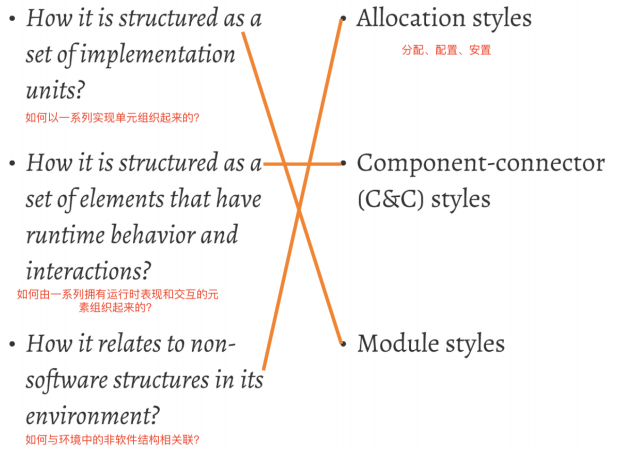 • How it is structured as a
set of implementation
units?
如何以一系列实现单元组织起来的?
• How it is structured as a
set of elements that have
runtime behavior and
interactions?
如何由一系列拥有运行时表现和交互的元
素组织起来的?
• How it relates to non-
software structures in its
environment?
如何与环境中的非软件结构相关联?
• Allocation styles
分配、配置、安置
• Component-connector
(C&C) styles
• Module styles